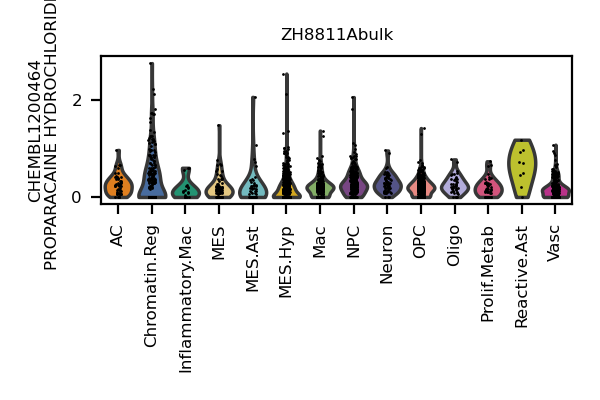 ZH8811Abulk
CHEMBL1200464
PROPARACAINE HYDROCHLORIDE
2
0
AC
Chromatin.Reg
Inflammatory.Mac
MES
MES.Ast
MES.Hyp
Mac
NPC
Neuron
OPC
Oligo
Prolif.Metab
Reactive.Ast
Vasc